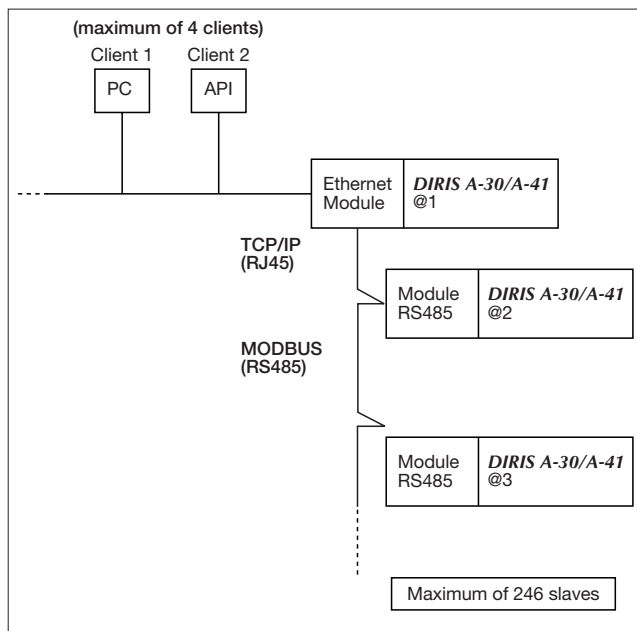 (maximum of 4 clients)
Client 1 Client 2
PC API
Ethernet Module
DIRIS A-30/A-41
@1
TCP/IP
(RJ45)
Module
RS485
DIRIS A-30/A-41
@2
MODBUS
(RS485)
Module
RS485
DIRIS A-30/A-41
@3
Maximum of 246 slaves